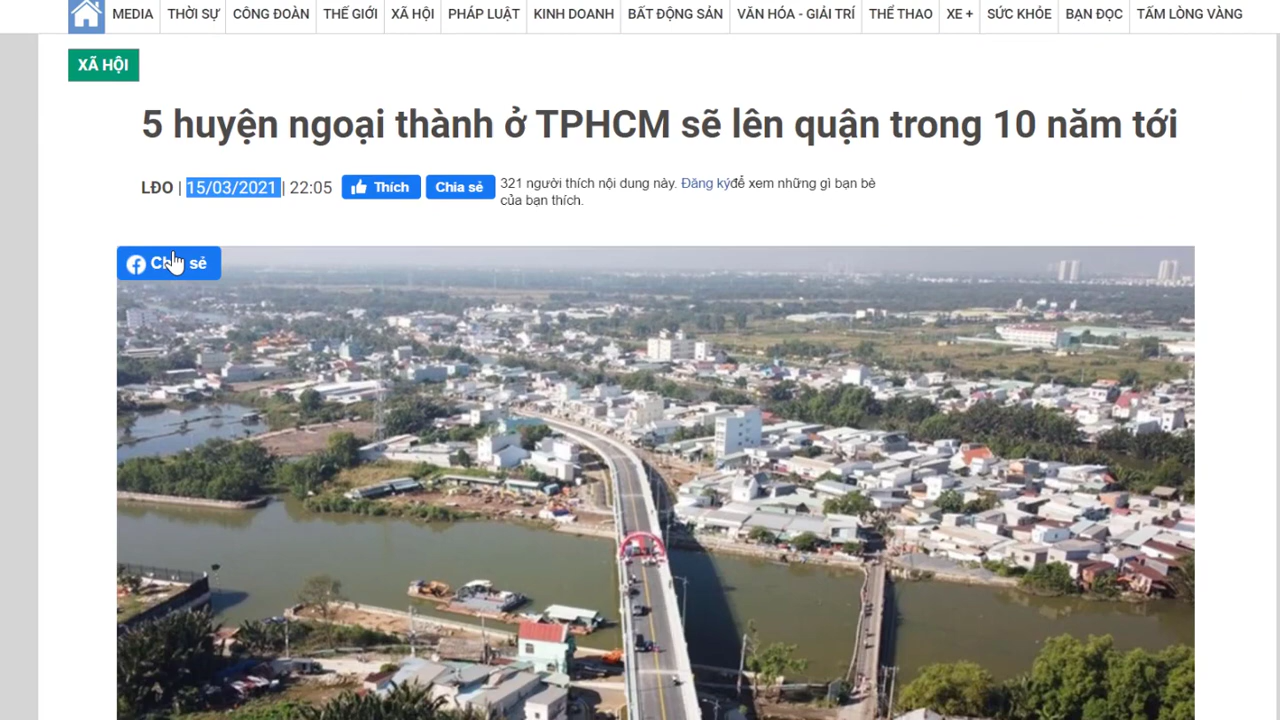 MEDIA THỜI SỰ CÔNG ĐOÀN THẾ GIỚI XÃ HỘI PHÁP LUẬT KINH DOANH BẤT ĐỘNG SẢN VĂN HÓA - GIẢI TRÍ THỂ THAO XE + SỨC KHỎE BẠN ĐỌC TẤM LÒNG VÀNG
XÃ HỘI
5 huyện ngoại thành ở TPHCM sẽ lên quận trong 10 năm tới
LĐO | 15/03/2021 | 22:05 Thích Chia sẻ 321 người thích nội dung này. Đăng ký để xem những gì bạn bè
của bạn thích.
Chia sẻ